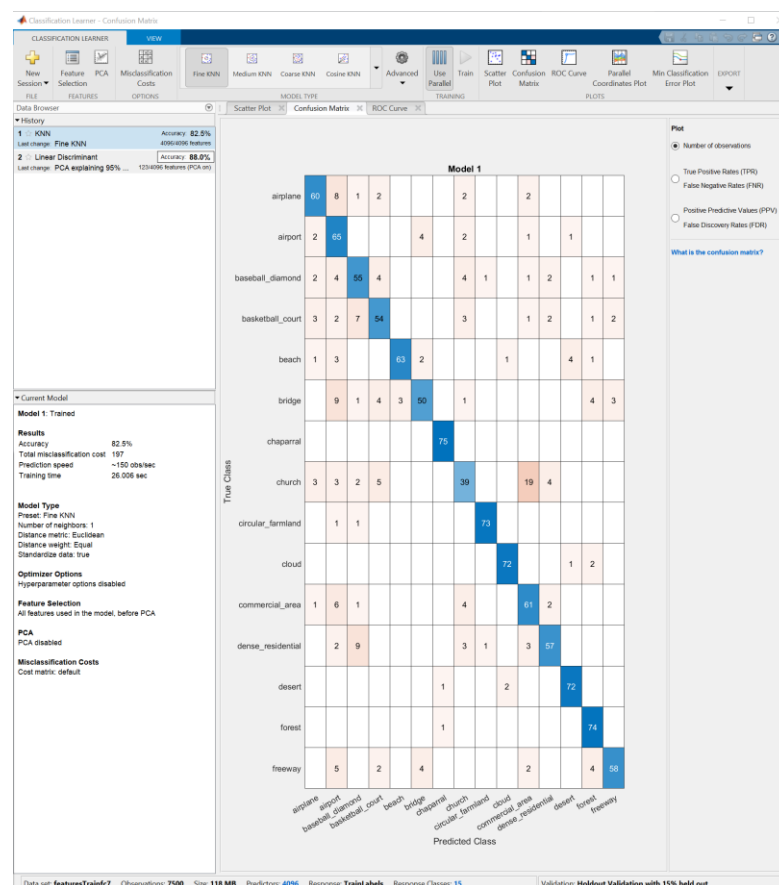 Classification Learner - Confusion Matrix
CLASSIFICATION LEARNER VIEW
New Session Feature Selection PCA Misclassification Costs Fine KNN Medium KNN Coarse KNN Cosine KNN Advanced Use Parallel Train Scatter Plot Confusion Matrix ROC Curve Parallel Coordinates Plot Min Classification Error Plot EXPORT
FILE FEATURES OPTIONS MODEL TYPE TRAINING PLOTS
Data Browser
Scatter Plot Confusion Matrix ROC Curve
History
1 KNN Accuracy: 82.5%
Last change: Fine KNN 4096/4096 features
2 Linear Discriminant Accuracy: 88.0%
Last change: PCA explaining 95% ... 123/4096 features (PCA on)
Current Model
Model 1: Trained
Results
Accuracy 82.5%
Total misclassification cost 197
Prediction speed ~150 obs/sec
Training time 26.006 sec
Model Type
Preset: Fine KNN
Number of neighbors: 1
Distance metric: Euclidean
Distance weight: Equal
Standardize data: true
Optimizer Options
Hyperparameter options disabled
Feature Selection
All features used in the model, before PCA
PCA
PCA disabled
Misclassification Costs
Cost matrix: default
Model 1
True Class
airplane 60 8 1 2 2 2
airport 2 65 4 2 1 1
baseball_diamond 2 4 55 4 4 1 1 2 1 1
basketball_court 3 2 7 54 3 1 2 1 2
beach 1 3 63 2 1 4 1
bridge 9 1 4 3 50 1 4 3
chaparral 75
church 3 3 2 5 39 19 4
circular_farmland 1 1 73
cloud 72 1 2
commercial_area 1 6 1 4 61 2
dense_residential 2 9 3 1 3 57
desert 1 2 72
forest 1 74
freeway 5 2 4 2 4 58
airplane airport baseball_diamond basketball_court beach bridge chaparral church circular_farmland cloud commercial_area dense_residential desert forest freeway
Predicted Class
Plot
Number of observations
True Positive Rates (TPR)
False Negative Rates (FNR)
Positive Predictive Values (PPV)
False Discovery Rates (FDR)
What is the confusion matrix?
Data set: featuresTrainfc7 Observations: 7500 Size: 118 MB Predictors: 4096 Response: TrainLabels Response Classes: 15 Validation: Holdout Validation with 15% held out